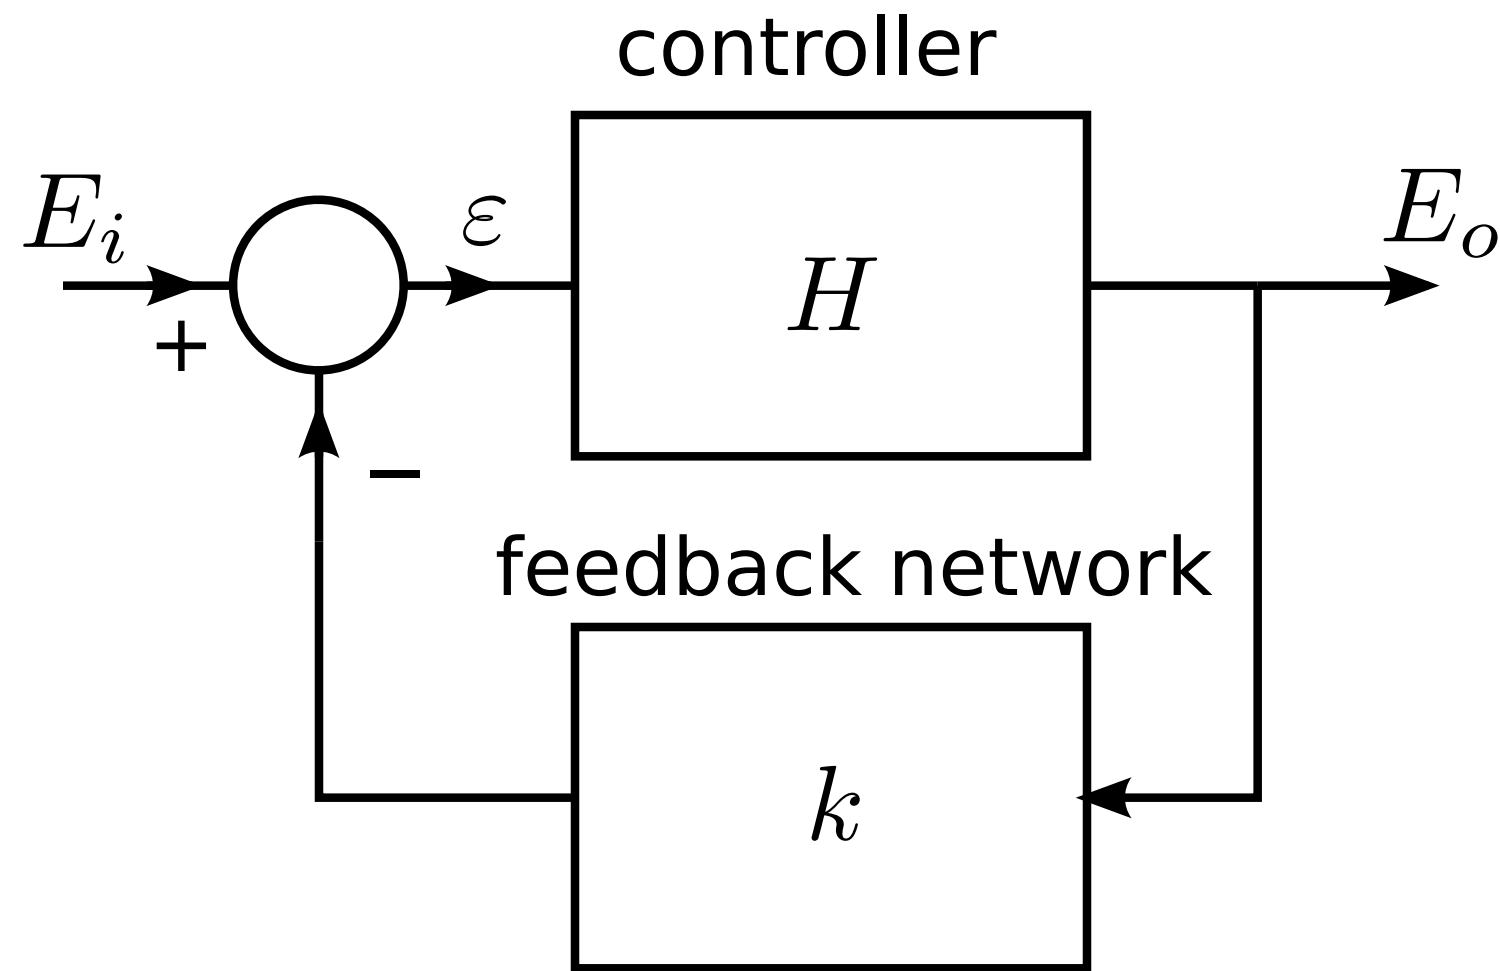 controller
E_i
ε
E_o
H
+
−
feedback network
k